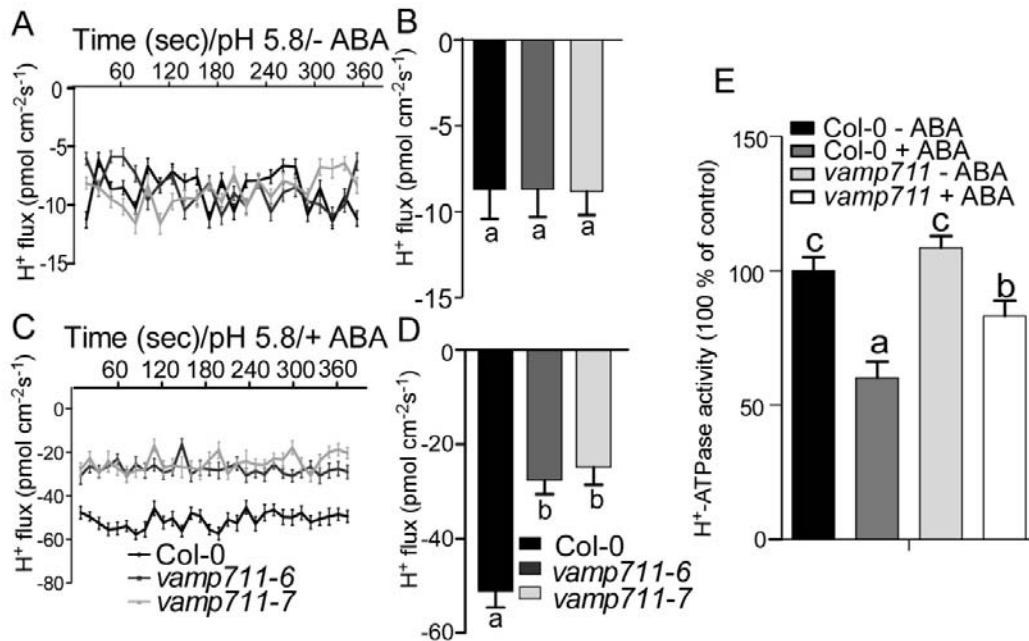 A
Time (sec)/pH 5.8/- ABA
60 120 180 240 300 360
0
-5
-10
-15
H⁺ flux (pmol cm⁻²s⁻¹)
B
0
-5
-10
-15
H⁺ flux (pmol cm⁻²s⁻¹)
a a a
C
Time (sec)/pH 5.8/+ ABA
60 120 180 240 300 360
0
-20
-40
-60
-80
H⁺ flux (pmol cm⁻²s⁻¹)
Col-0
vamp711-6
vamp711-7
D
0
-20
-40
-60
H⁺ flux (pmol cm⁻²s⁻¹)
a b b
Col-0
vamp711-6
vamp711-7
E
Col-0 - ABA
Col-0 + ABA
vamp711 - ABA
vamp711 + ABA
150
100
50
0
H⁺-ATPase activity (100 % of control)
c a c b